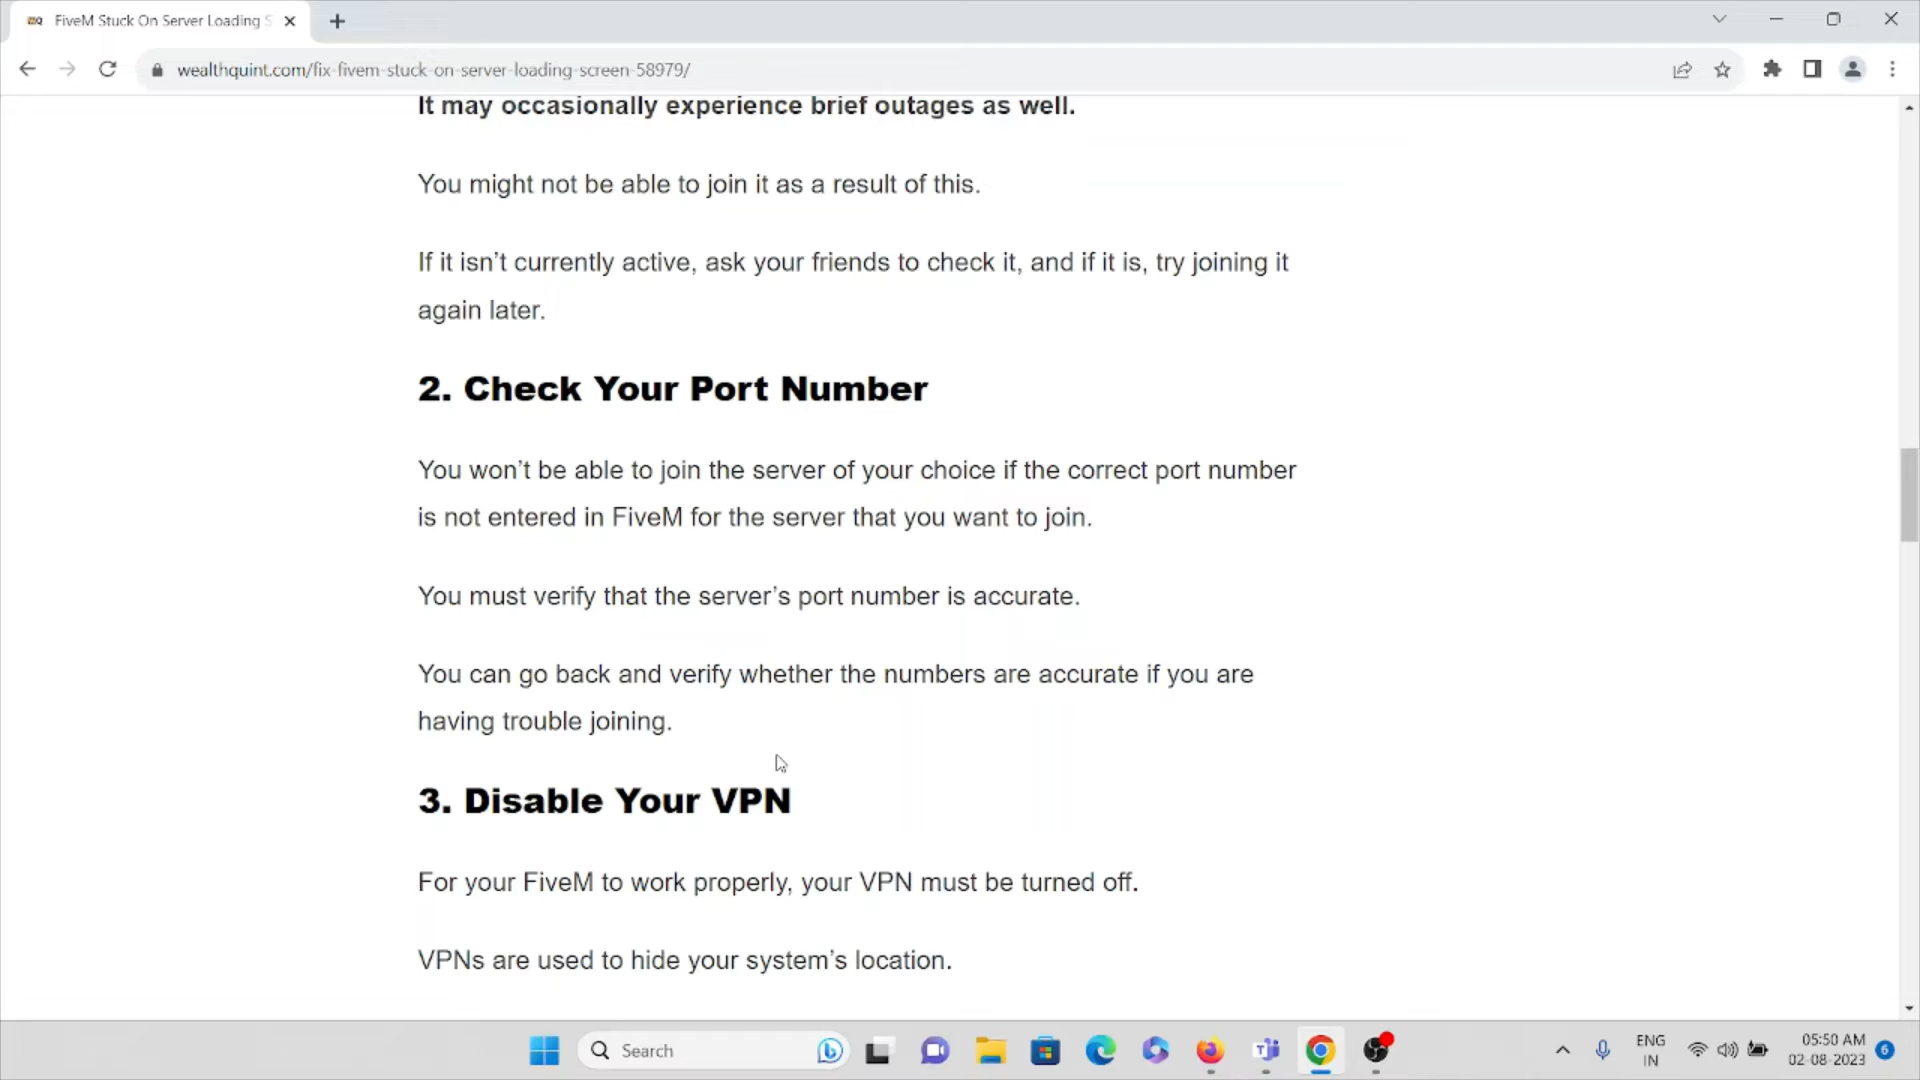 FiveM Stuck On Server Loading S
wealthquint.com/fix-fivem-stuck-on-server-loading-screen-58979/
It may occasionally experience brief outages as well.
You might not be able to join it as a result of this.
If it isn’t currently active, ask your friends to check it, and if it is, try joining it
again later.
2. Check Your Port Number
You won’t be able to join the server of your choice if the correct port number
is not entered in FiveM for the server that you want to join.
You must verify that the server’s port number is accurate.
You can go back and verify whether the numbers are accurate if you are
having trouble joining.
3. Disable Your VPN
For your FiveM to work properly, your VPN must be turned off.
VPNs are used to hide your system’s location.
Search
ENG
IN
05:50 AM
02-08-2023
6